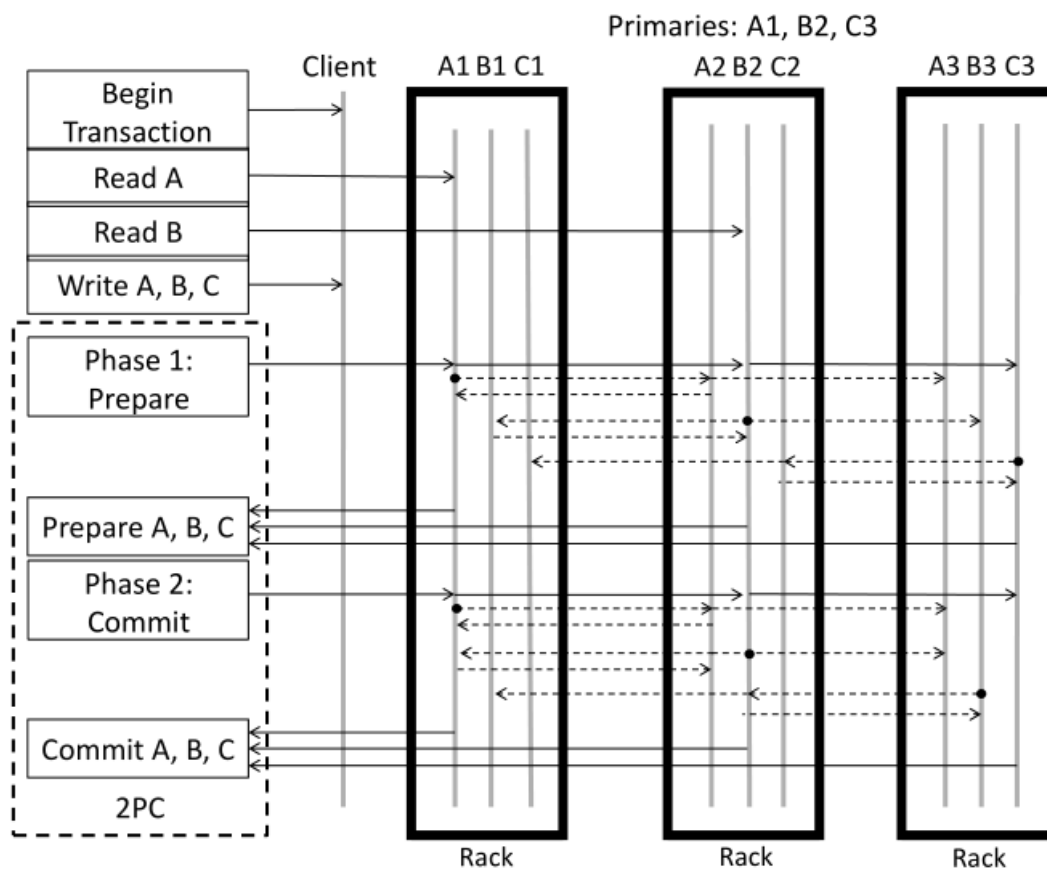 Primaries: A1, B2, C3
Client
A1 B1 C1
A2 B2 C2
A3 B3 C3
Begin
Transaction
Read A
Read B
Write A, B, C
Phase 1:
Prepare
Prepare A, B, C
Phase 2:
Commit
Commit A, B, C
2PC
Rack
Rack
Rack